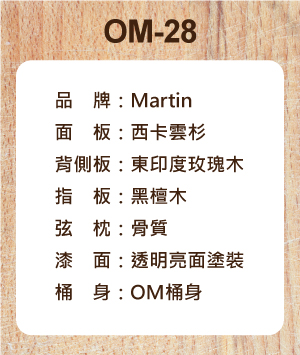 OM-28
品　牌：Martin
面　板：西卡雲杉
背側板：東印度玫瑰木
指　板：黑檀木
弦　枕：骨質
漆　面：透明亮面塗裝
桶　身：OM桶身